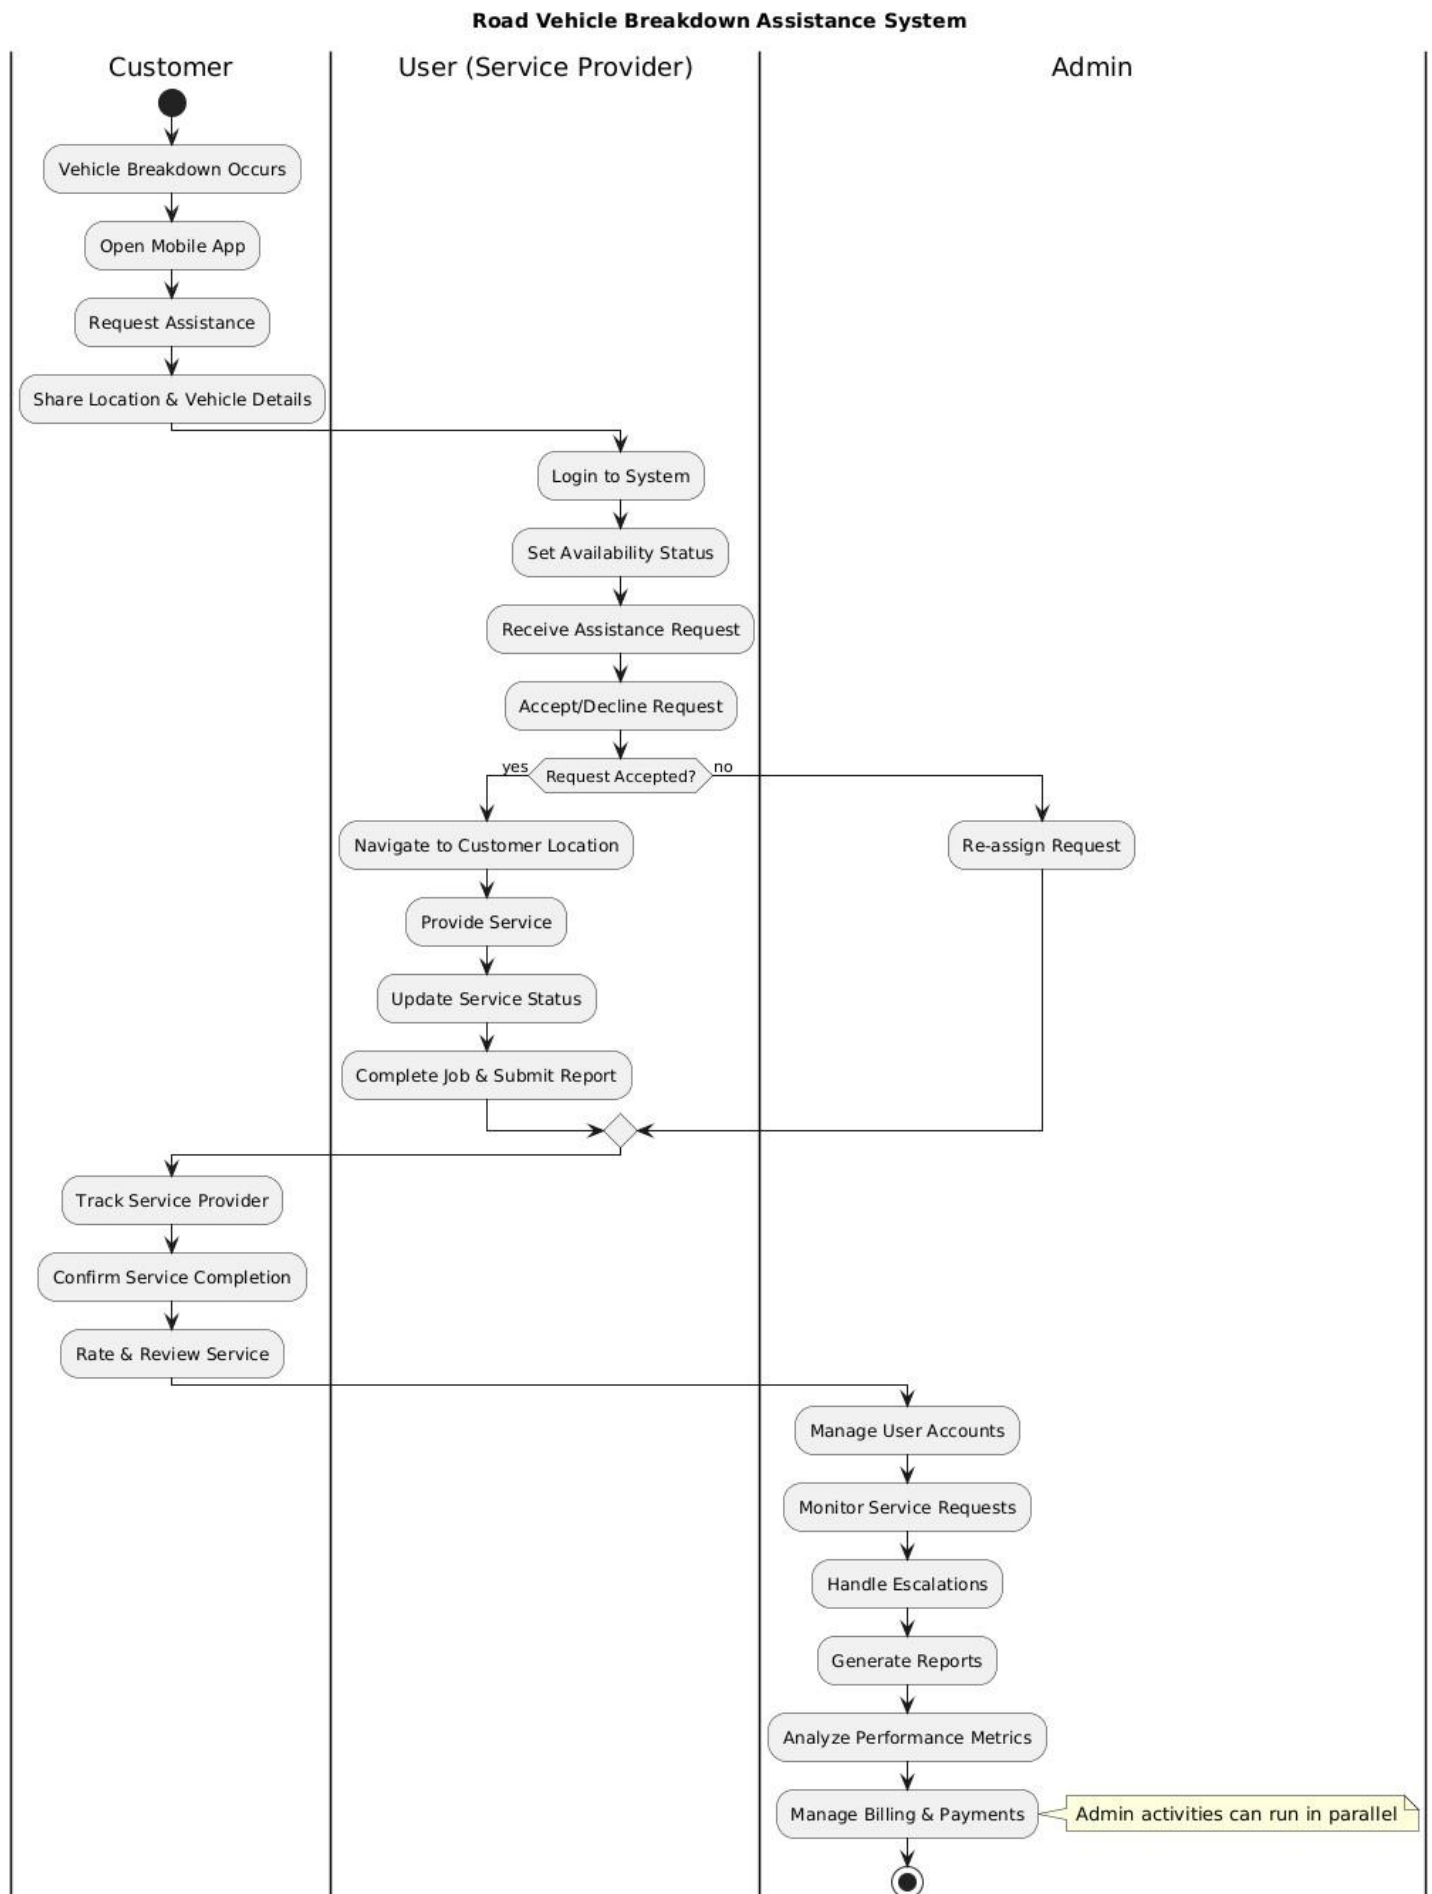 Road Vehicle Breakdown Assistance System
Customer
User (Service Provider)
Admin
Vehicle Breakdown Occurs
Open Mobile App
Request Assistance
Share Location & Vehicle Details
Login to System
Set Availability Status
Receive Assistance Request
Accept/Decline Request
yes
Request Accepted?
no
Navigate to Customer Location
Re-assign Request
Provide Service
Update Service Status
Complete Job & Submit Report
Track Service Provider
Confirm Service Completion
Rate & Review Service
Manage User Accounts
Monitor Service Requests
Handle Escalations
Generate Reports
Analyze Performance Metrics
Manage Billing & Payments
Admin activities can run in parallel